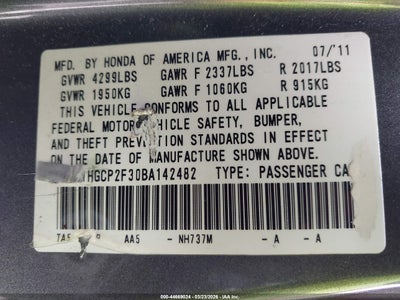 MFD. BY HONDA OF AMERICA MFG., INC. 07/11
GVWR 4299LBS GAWR F 2337LBS R 2017LBS
GVWR 1950KG GAWR F 1060KG R 915KG
THIS VEHICLE CONFORMS TO ALL APPLICABLE
FEDERAL MOTOR VEHICLE SAFETY, BUMPER,
AND THEFT PREVENTION STANDARDS IN EFFECT
ON THE DATE OF MANUFACTURE SHOWN ABOVE.
HGCP2F30BA142482 TYPE: PASSENGER CA
AA5 - NH737M - A - A
000-44669024 - 03/23/2026 - IAA Inc.